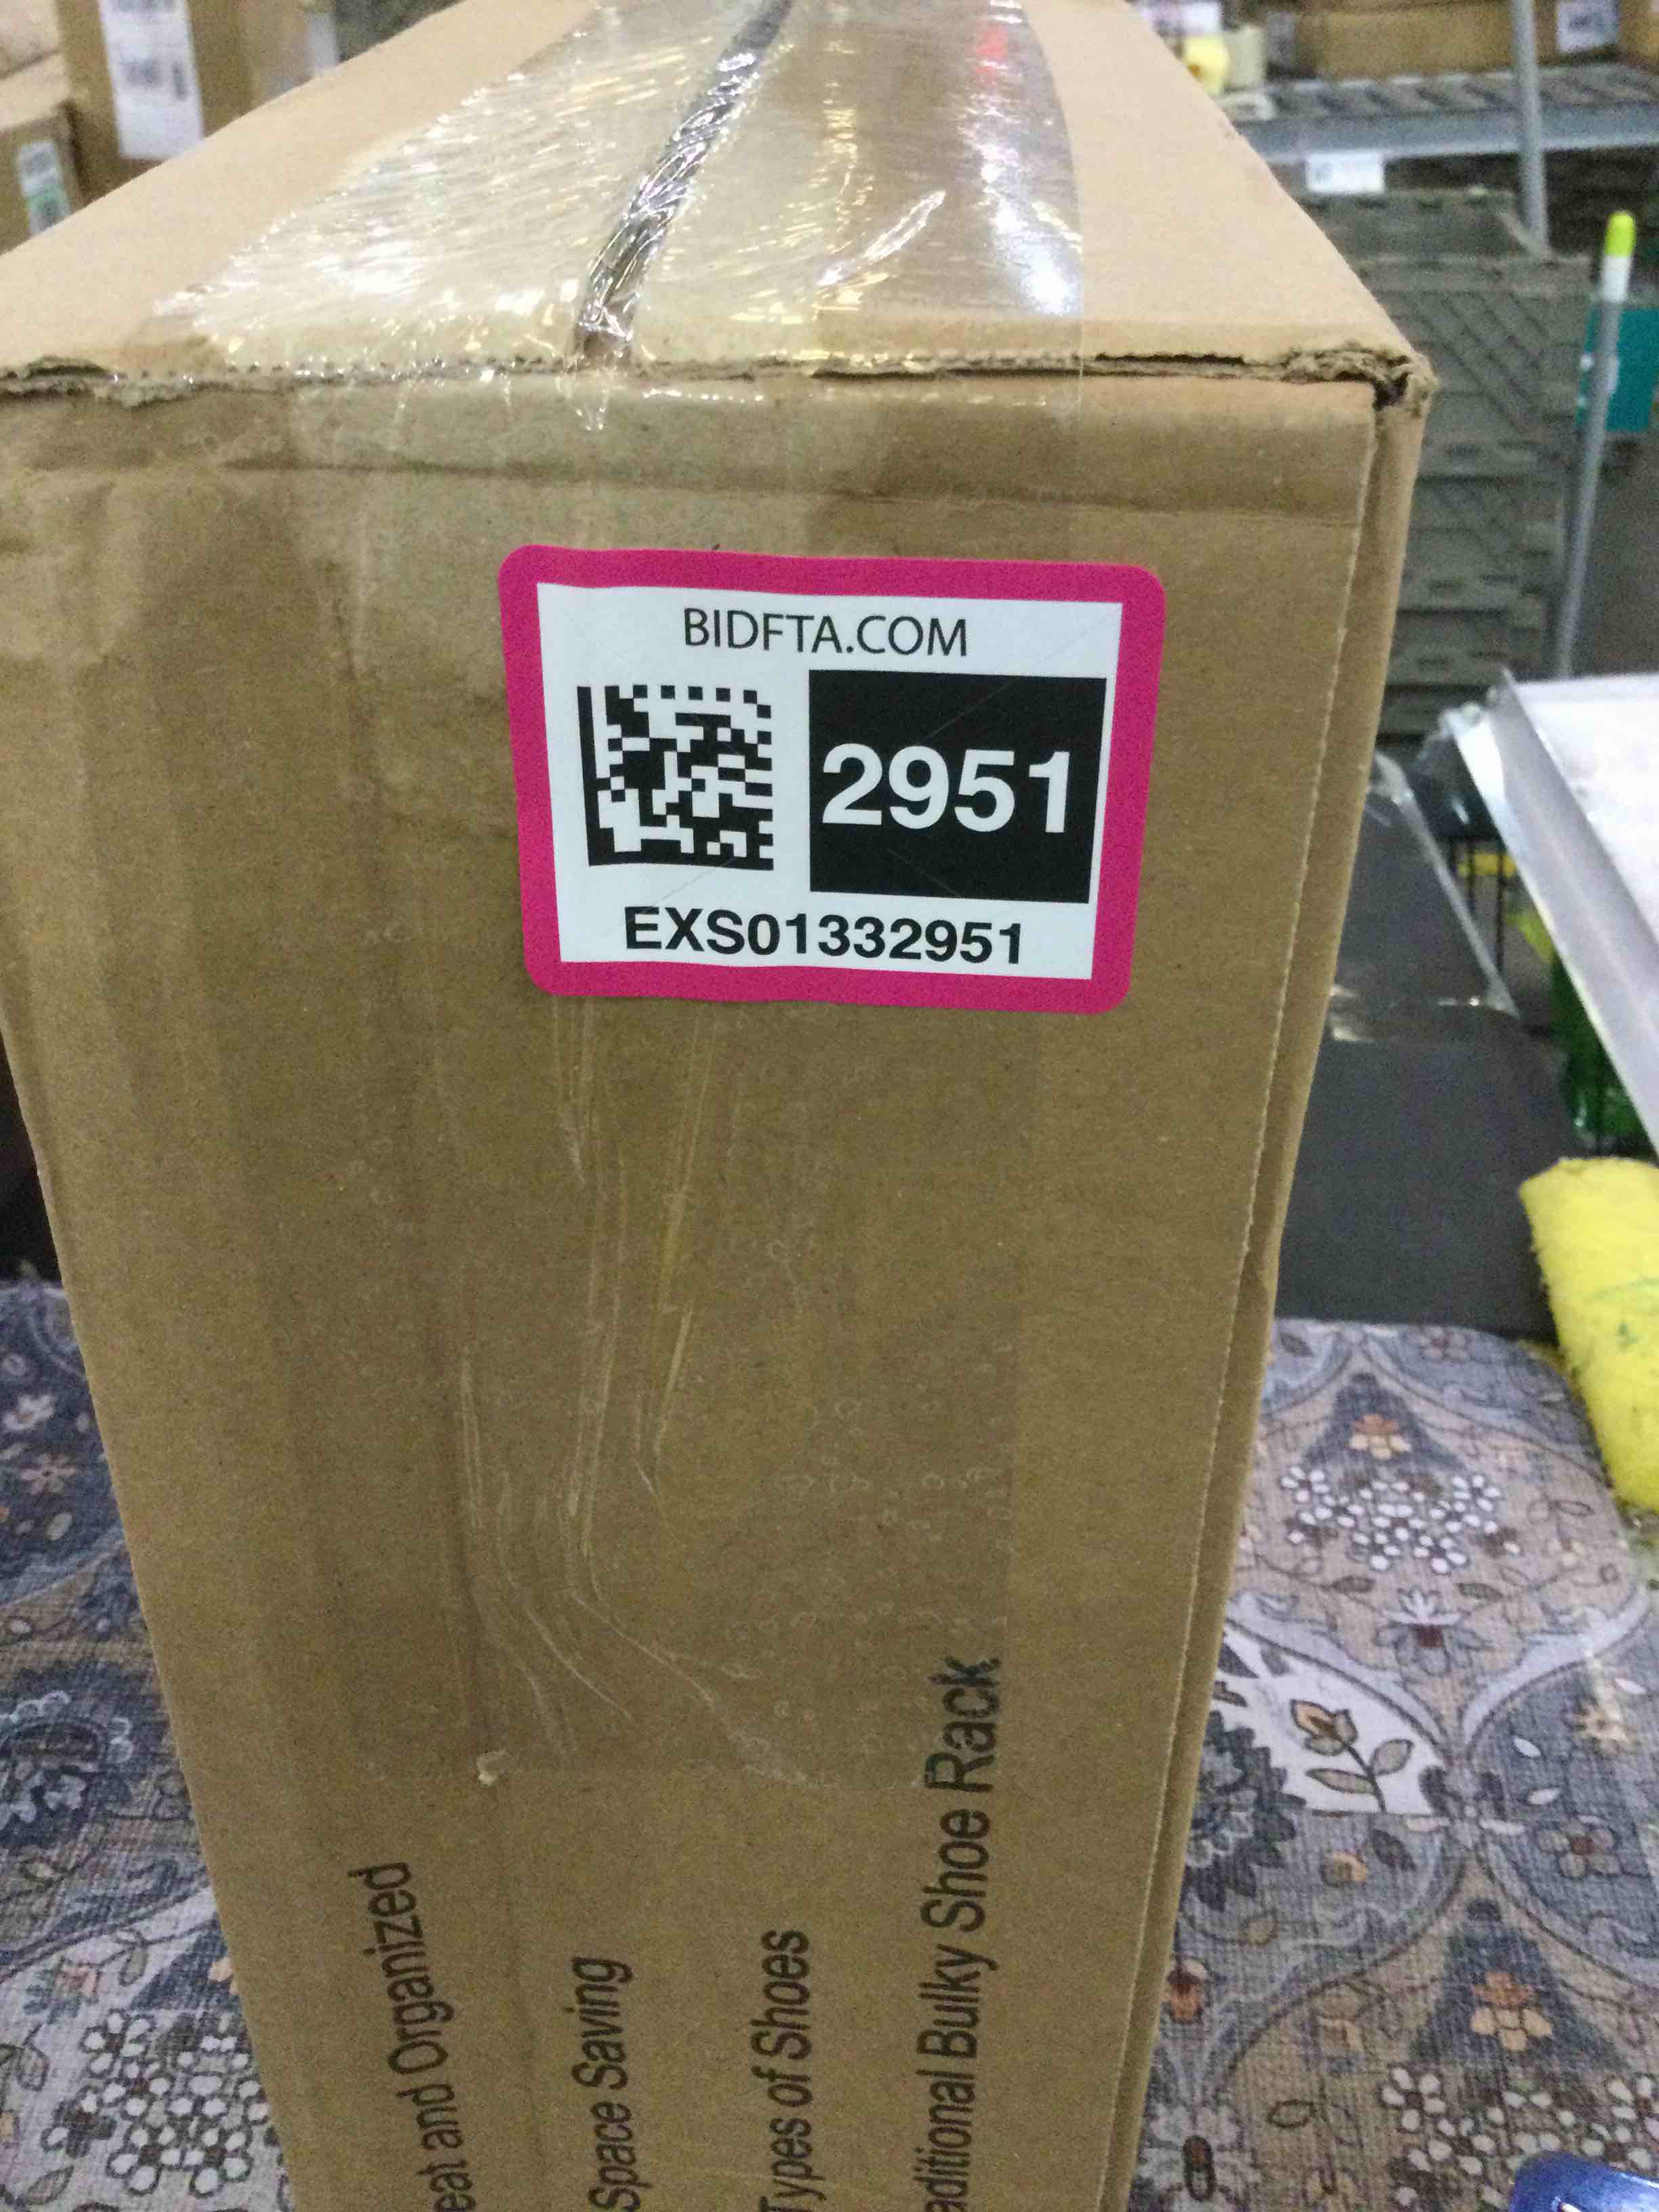 BIDFTA.COM
2951
EXS01332951
eat and Organized
Space Saving
Types of Shoes
aditional Bulky Shoe Rack